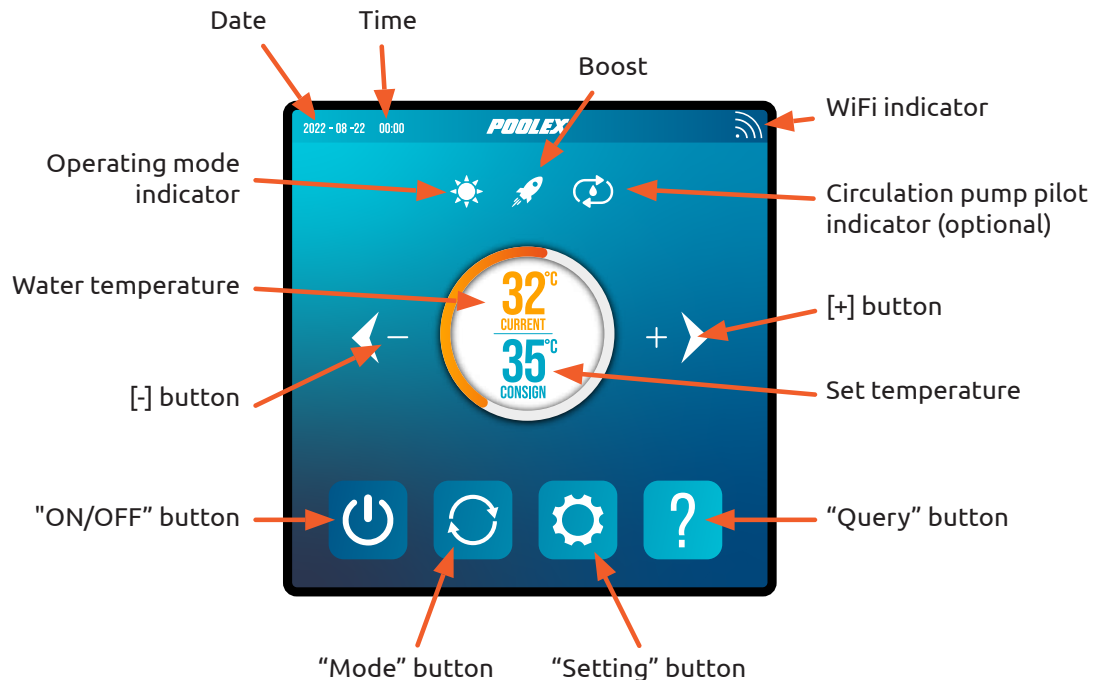 Date
Time
Boost
WiFi indicator
2022 - 08 -22
00:00
POOLEX
Operating mode
indicator
Circulation pump pilot
indicator (optional)
Water temperature
32°C
CURRENT
[+] button
−
+
35°C
CONSIGN
Set temperature
[-] button
"ON/OFF” button
?
“Query” button
“Mode” button
“Setting” button